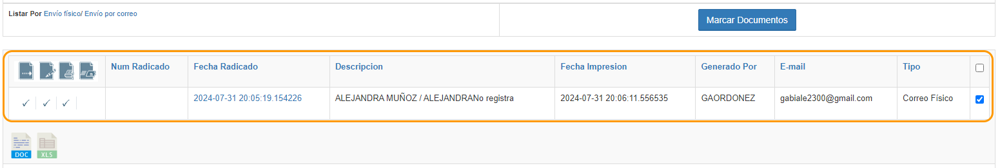 Listar Por Envío físico/ Envío por correo
Marcar Documentos
Num Radicado Fecha Radicado Descripcion Fecha Impresion Generado Por E-mail Tipo
2024-07-31 20:05:19.154226 ALEJANDRA MUÑOZ / ALEJANDRANo registra 2024-07-31 20:06:11.556535 GAORDONEZ gabiale2300@gmail.com Correo Físico
DOC XLS